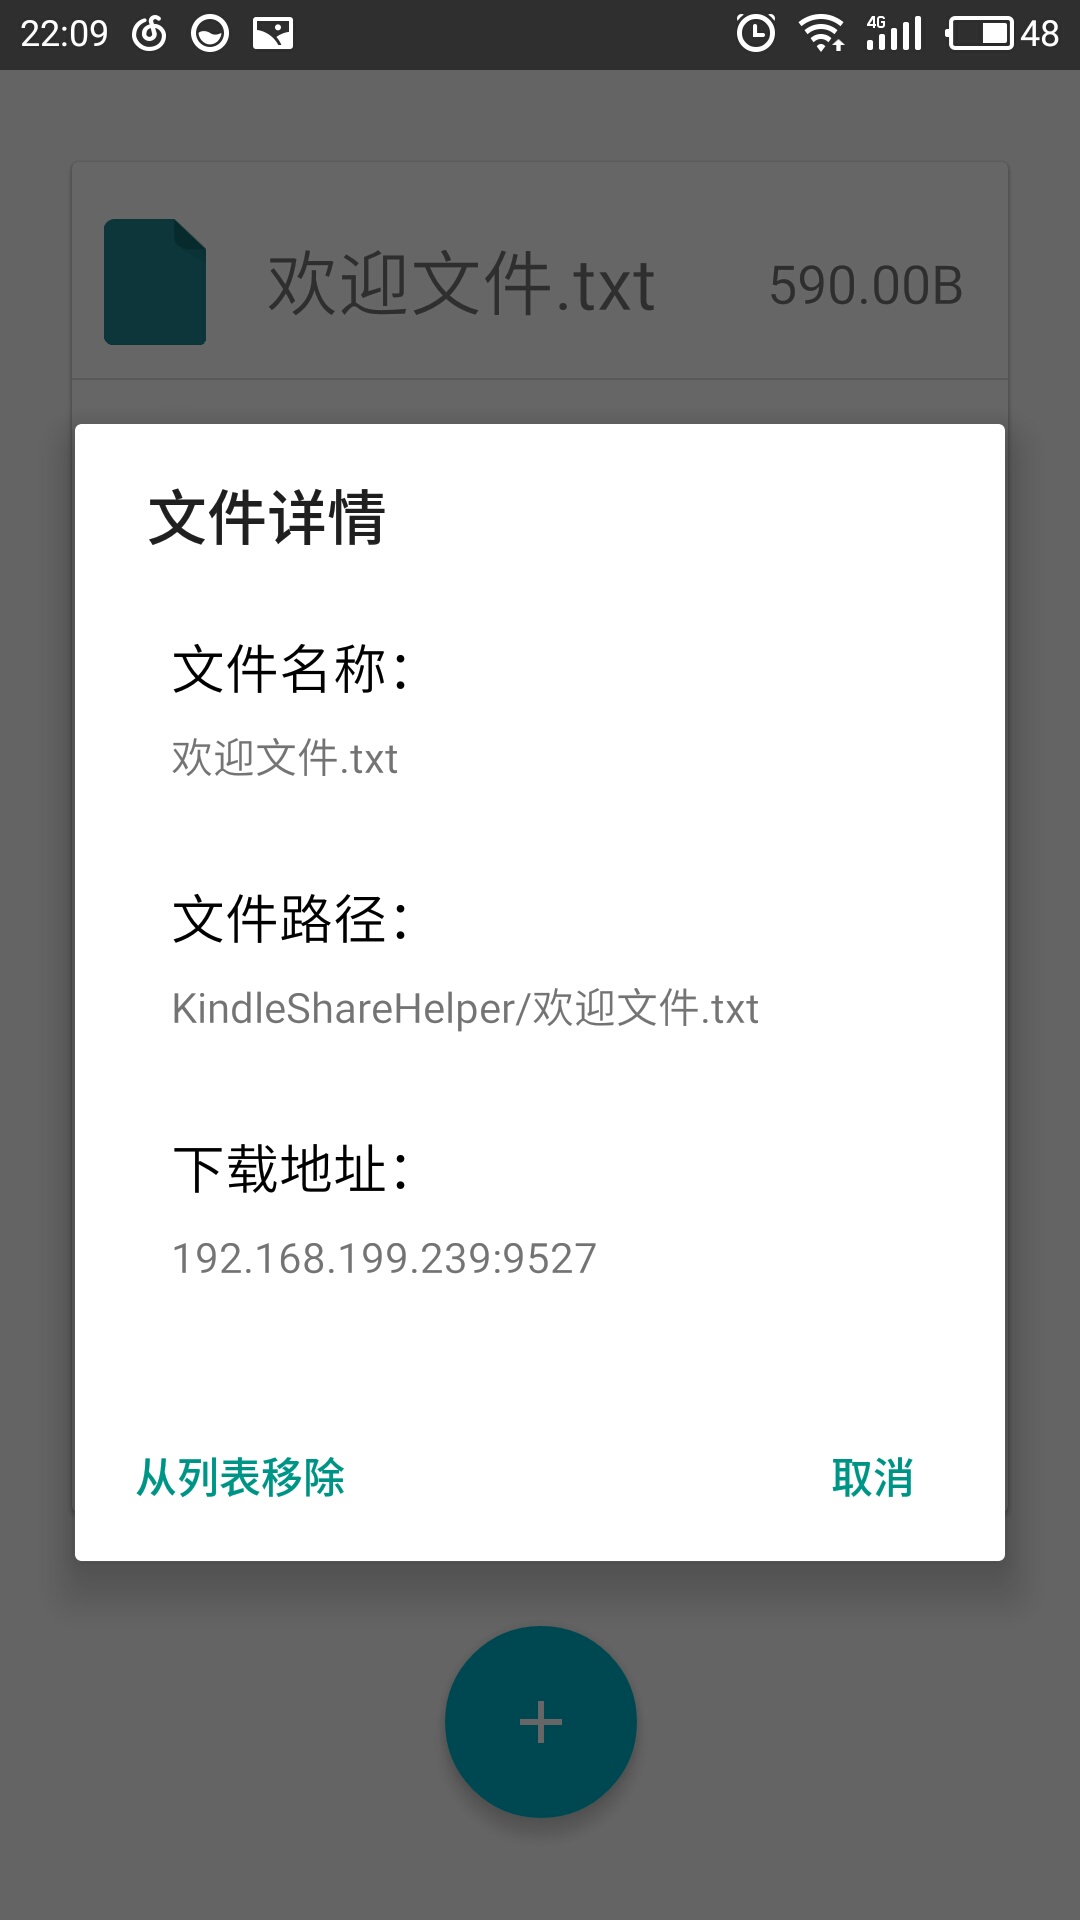 22:09 4G 48
欢迎文件.txt 590.00B
文件详情
文件名称：
欢迎文件.txt
文件路径：
KindleShareHelper/欢迎文件.txt
下载地址：
192.168.199.239:9527
从列表移除 取消